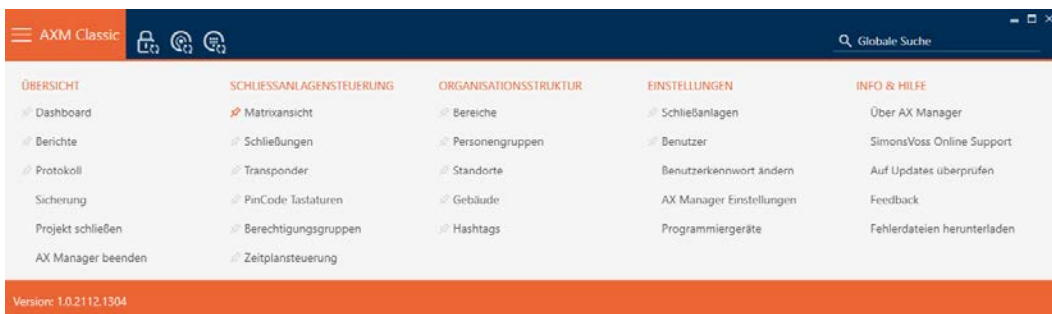 AXM Classic
Globale Suche
ÜBERSICHT
Dashboard
Berichte
Protokoll
Sicherung
Projekt schließen
AX Manager beenden
SCHLIESSANLAGENSTEUERUNG
Matrixansicht
Schließungen
Transponder
PinCode Tastaturen
Berechtigungsgruppen
Zeitplansteuerung
ORGANISATIONSSTRUKTUR
Bereiche
Personengruppen
Standorte
Gebäude
Hashtags
EINSTELLUNGEN
Schließanlagen
Benutzer
Benutzerkennwort ändern
AX Manager Einstellungen
Programmiergeräte
INFO & HILFE
Über AX Manager
SimonsVoss Online Support
Auf Updates überprüfen
Feedback
Fehlerdateien herunterladen
Version: 1.0.2112.1304